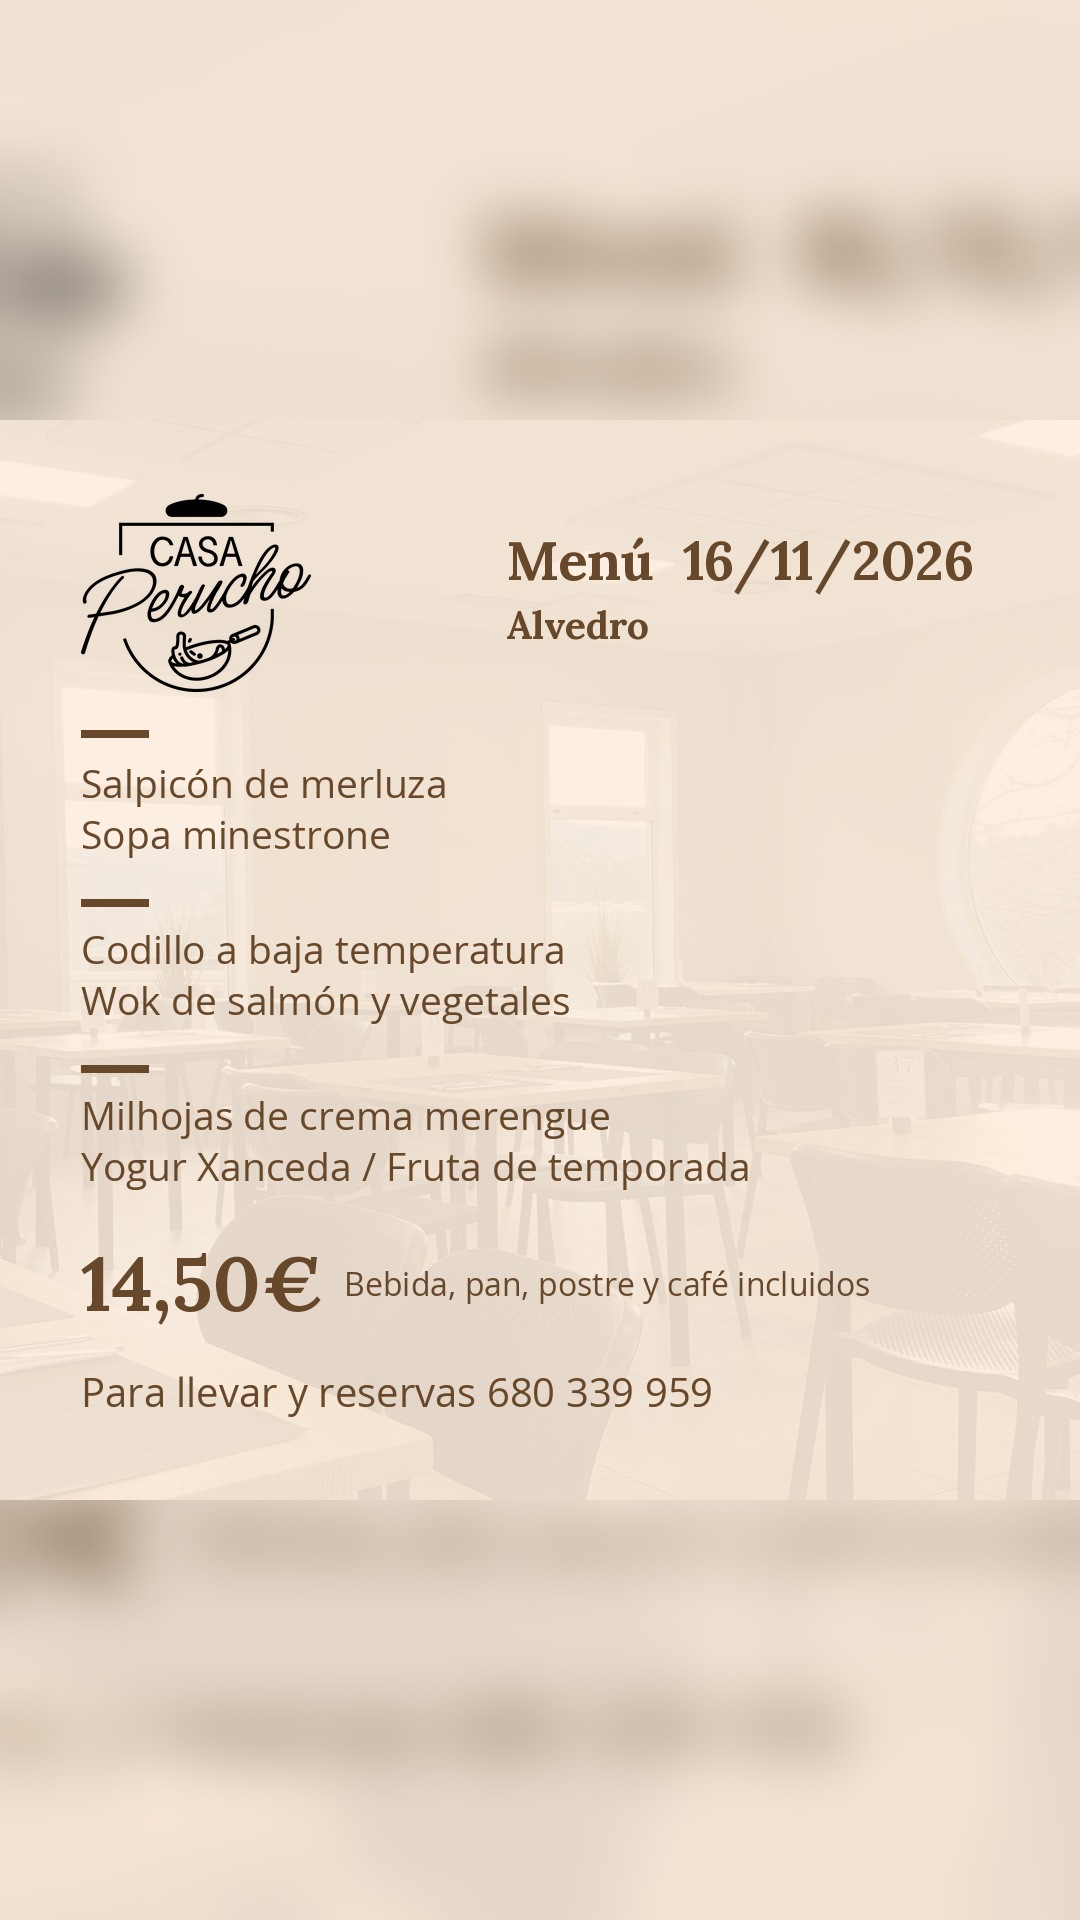 CASA
Perucho
Menú 16/11/2026
Alvedro
Salpicón de merluza
Sopa minestrone
Codillo a baja temperatura
Wok de salmón y vegetales
Milhojas de crema merengue
Yogur Xanceda / Fruta de temporada
14,50€ Bebida, pan, postre y café incluidos
Para llevar y reservas 680 339 959
37